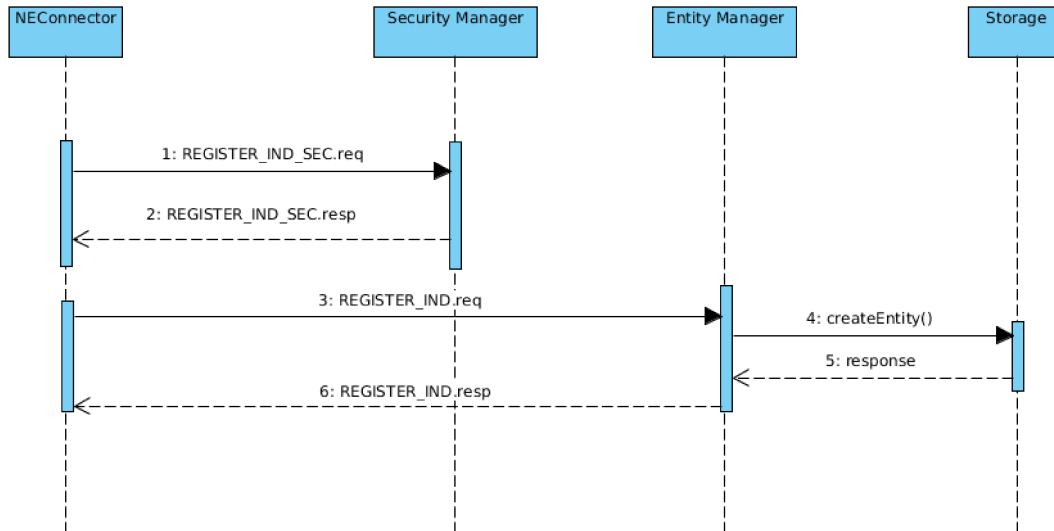 NEConnector
Security Manager
Entity Manager
Storage
1: REGISTER_IND_SEC.req
2: REGISTER_IND_SEC.resp
3: REGISTER_IND.req
4: createEntity()
5: response
6: REGISTER_IND.resp